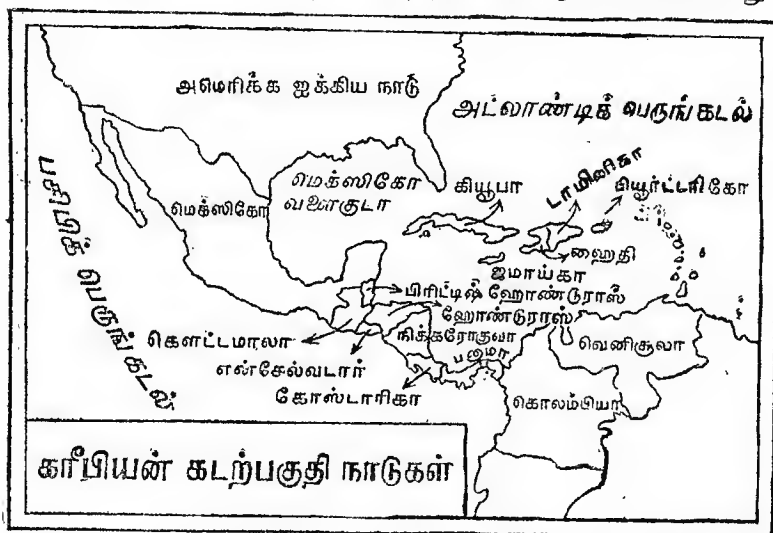 அமெரிக்க ஐக்கிய நாடு
அட்லாண்டிக் பெருங்கடல்
பசிபிக் பெருங்கடல்
மெக்ஸிகோ
மெக்ஸிகோ
வளைகுடா
கியூபா
டாமினிகா
பியூர்ட்டரிகோ
ஹைதி
ஜமாய்கா
பிரிட்டிஷ் ஹோண்டுராஸ்
ஹோண்டுராஸ்
நிக்கரோகுவா
பனாமா
கௌட்டமாலா
என்சேல்வடார்
கோஸ்டாரிகா
வெனிசூலா
கொலம்பியா
கரீபியன் கடற்பகுதி நாடுகள்